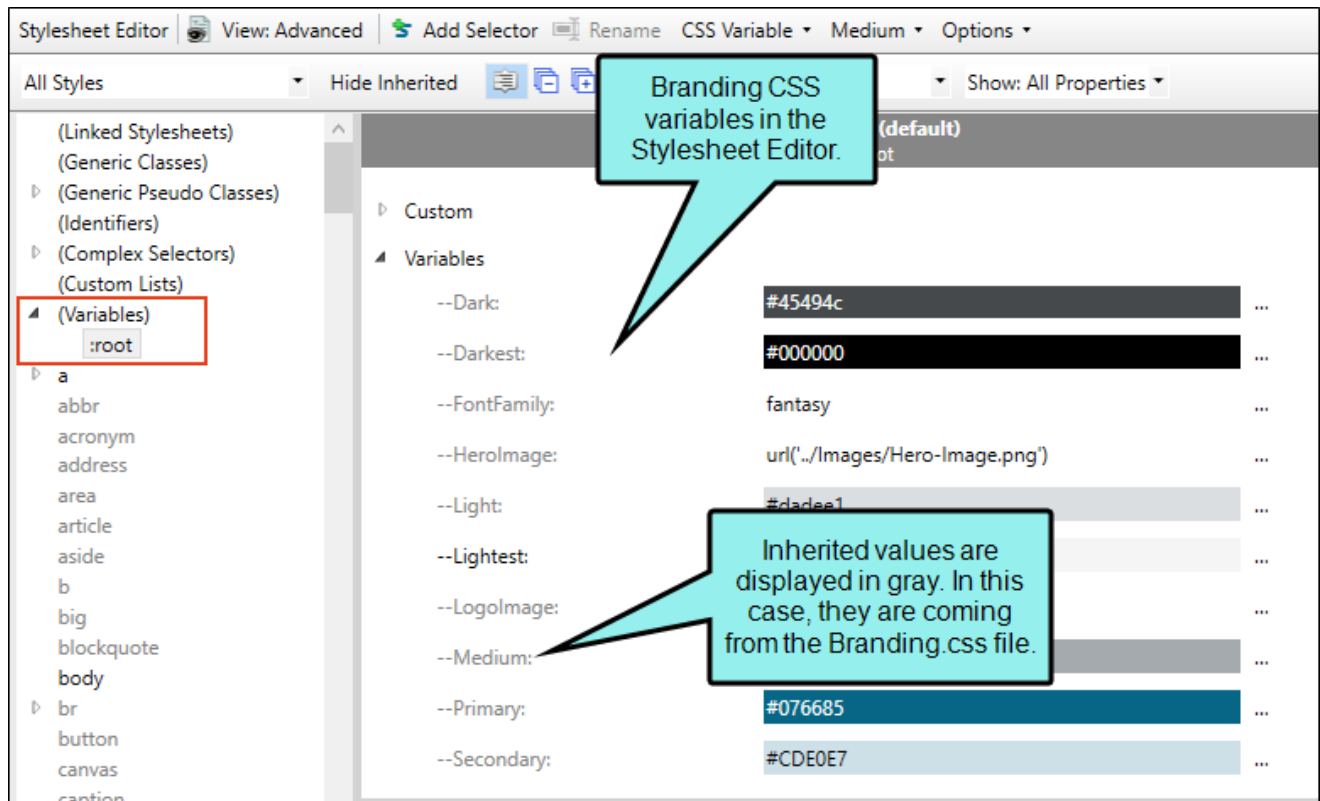 Stylesheet Editor View: Advanced Add Selector Rename CSS Variable Medium Options
All Styles Hide Inherited Show: All Properties
Branding CSS
variables in the
Stylesheet Editor.
(default)
(Linked Stylesheets)
(Generic Classes)
(Generic Pseudo Classes)
(Identifiers)
(Complex Selectors)
(Custom Lists)
(Variables)
:root
a
abbr
acronym
address
area
article
aside
b
big
blockquote
body
br
button
canvas
caption
Custom
Variables
--Dark: #45494c ...
--Darkest: #000000 ...
--FontFamily: fantasy ...
--HeroImage: url('../Images/Hero-Image.png') ...
--Light: #dadee1 ...
--Lightest: ...
--LogoImage: ...
--Medium: ...
--Primary: #076685 ...
--Secondary: #CDE0E7 ...
Inherited values are
displayed in gray. In this
case, they are coming
from the Branding.css file.